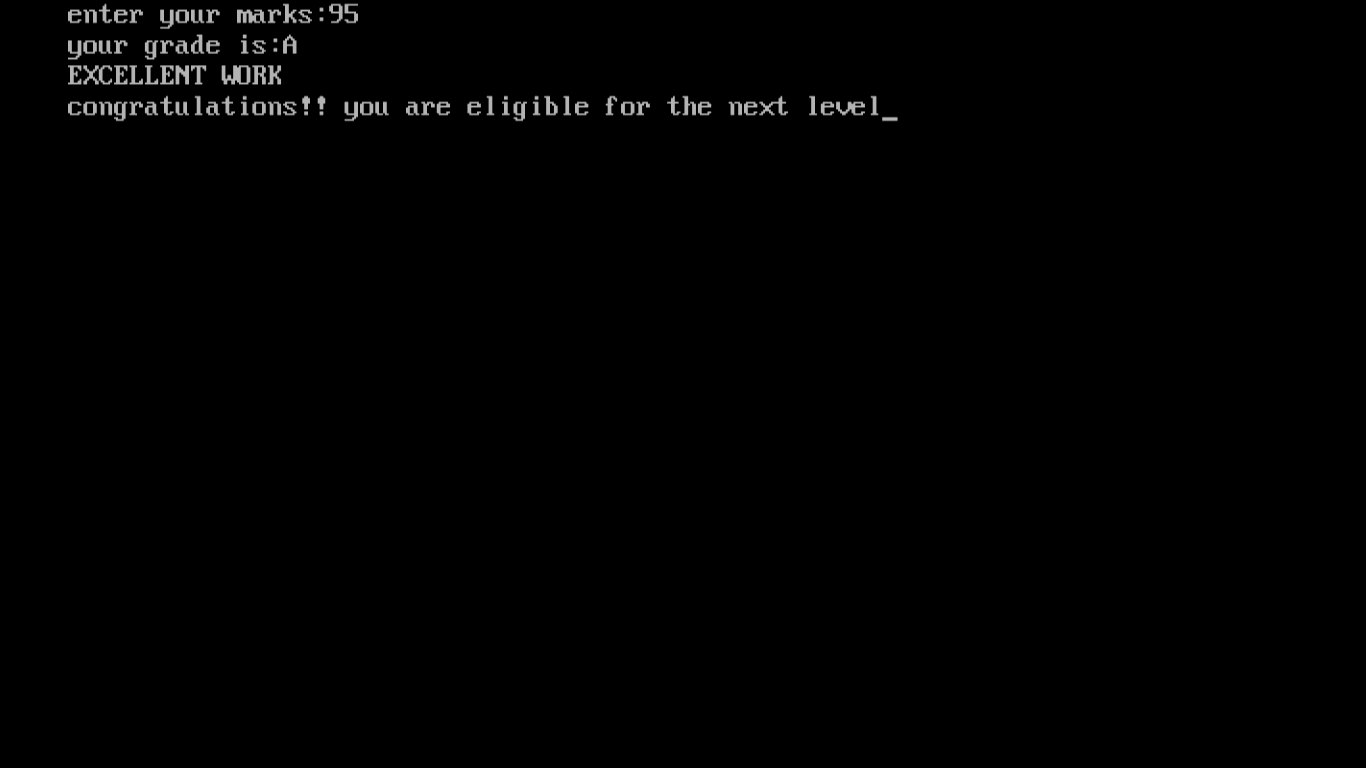 enter your marks:95
your grade is:A
EXCELLENT WORK
congratulations!! you are eligible for the next level_